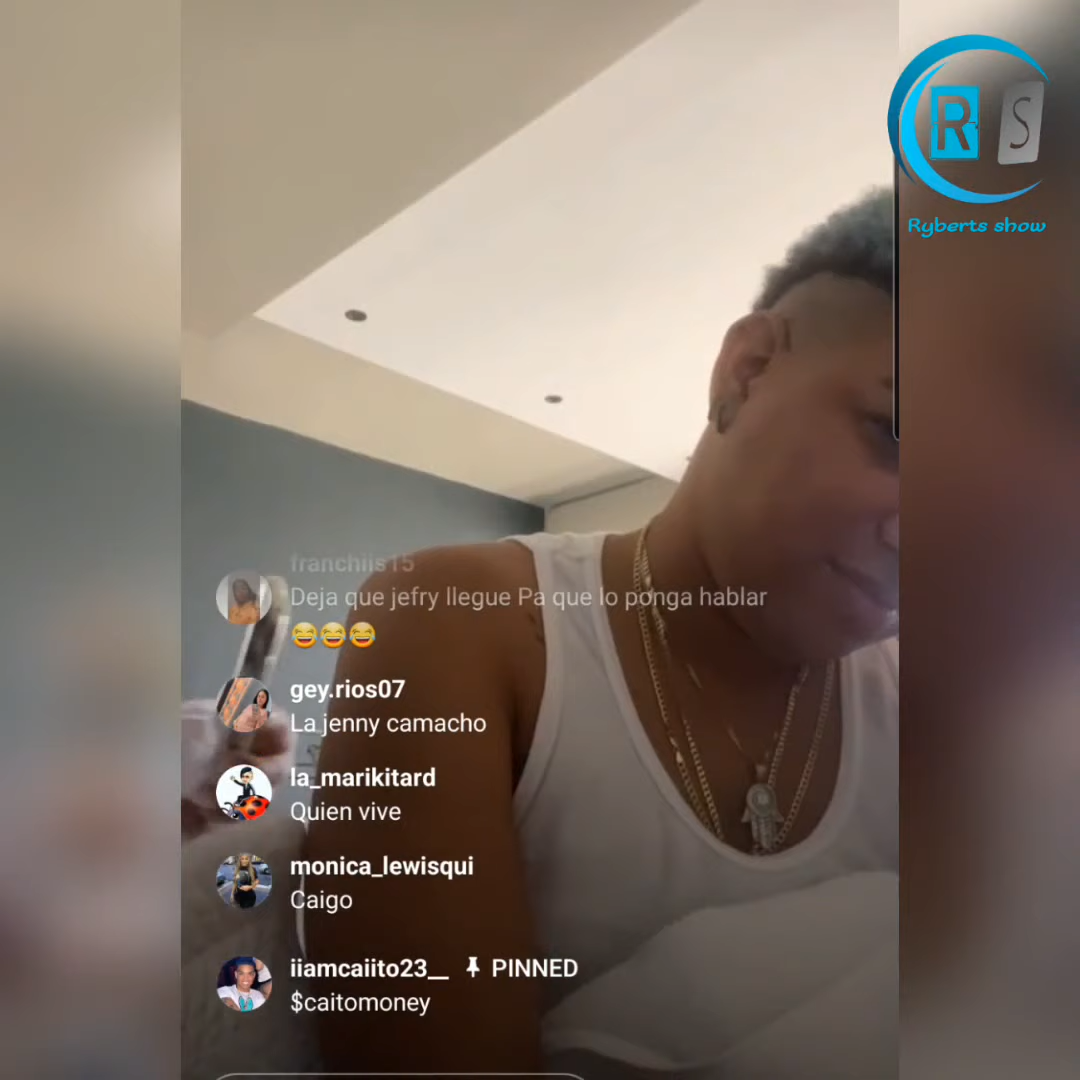 R S
Ryberts show
franchiis15
Deja que jefry llegue Pa que lo ponga hablar
😂😂😂
gey.rios07
La jenny camacho
la_marikitard
Quien vive
monica_lewisqui
Caigo
iiamcaiito23__ PINNED
$caitomoney